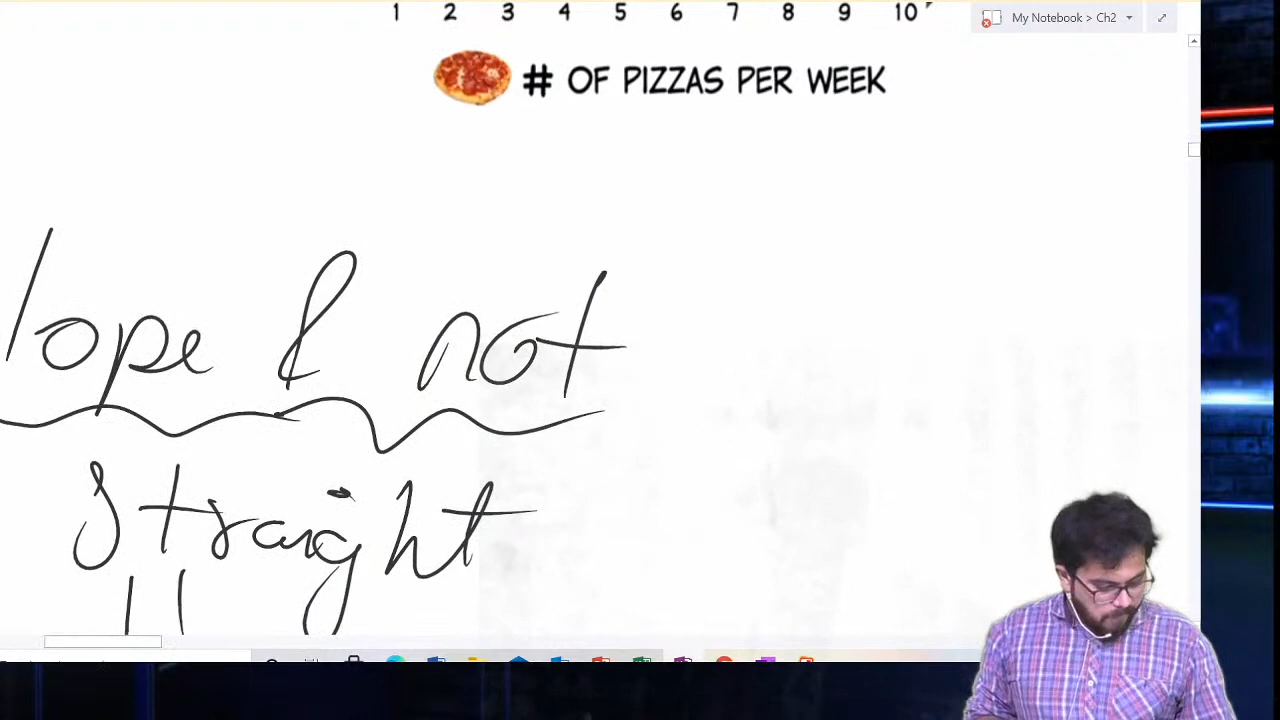 1 2 3 4 5 6 7 8 9 10
My Notebook > Ch2
# OF PIZZAS PER WEEK
lope & not
straight